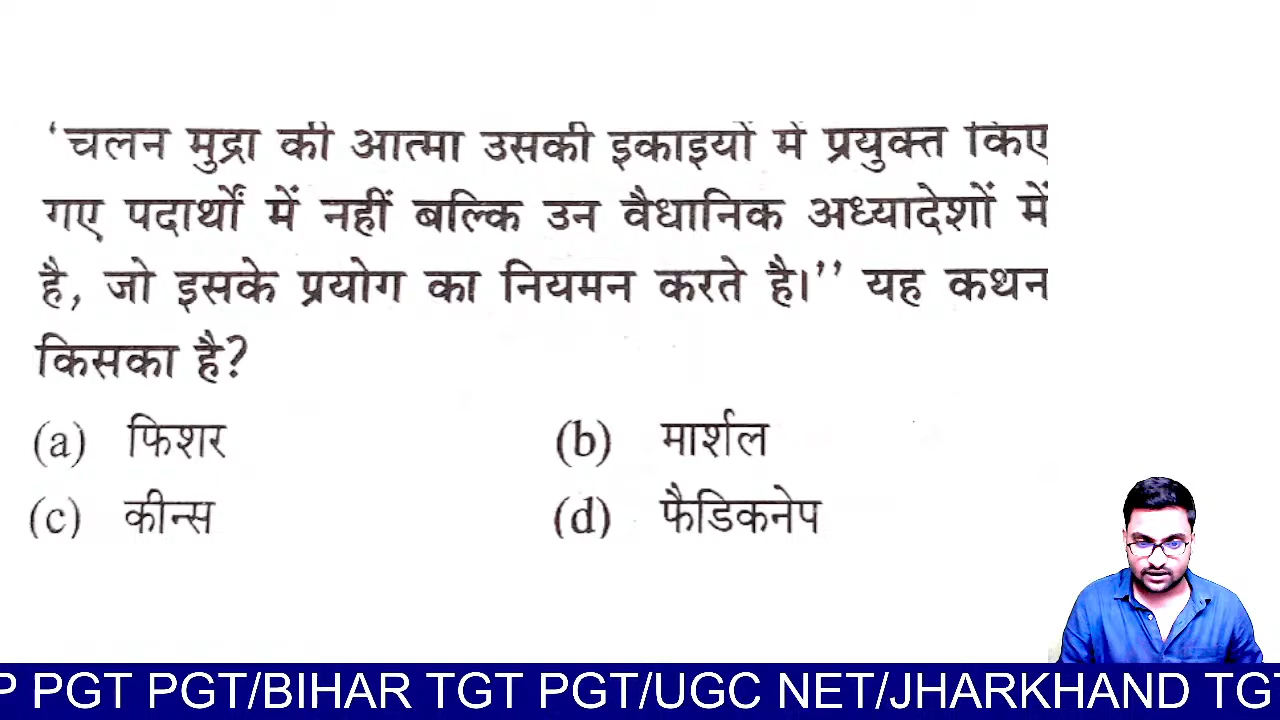 ‘चलन मुद्रा की आत्मा उसकी इकाइयों में प्रयुक्त किए
गए पदार्थों में नहीं बल्कि उन वैधानिक अध्यादेशों में
है, जो इसके प्रयोग का नियमन करते है।’’ यह कथन
किसका है?
(a) फिशर
(b) मार्शल
(c) कीन्स
(d) फैडिकनेप
P PGT PGT/BIHAR TGT PGT/UGC NET/JHARKHAND TGT